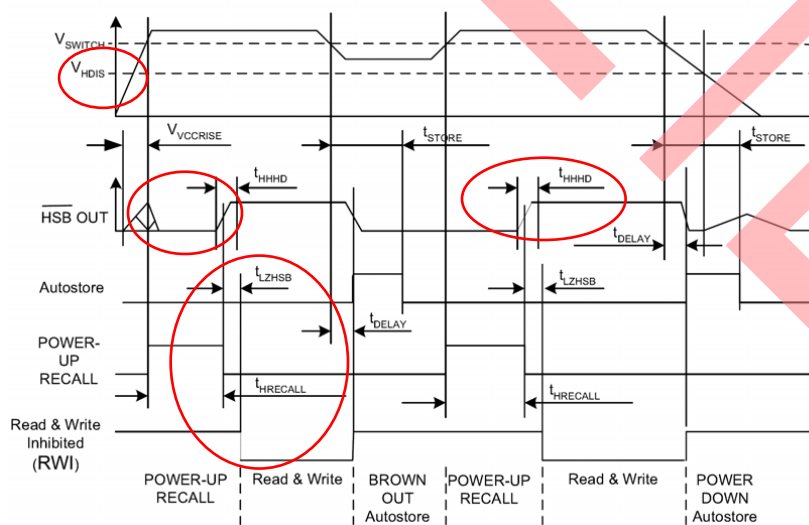 VSWITCH
VHDIS
VVCCRISE
tSTORE
tSTORE
tHHHD
tHHHD
HSB OUT
tDELAY
tLZHSB
tLZHSB
Autostore
tDELAY
POWER-
UP
RECALL
tHRECALL
tHRECALL
Read & Write
Inhibited
(RWI)
POWER-UP
RECALL
Read & Write
BROWN
OUT
Autostore
POWER-UP
RECALL
Read & Write
POWER
DOWN
Autostore